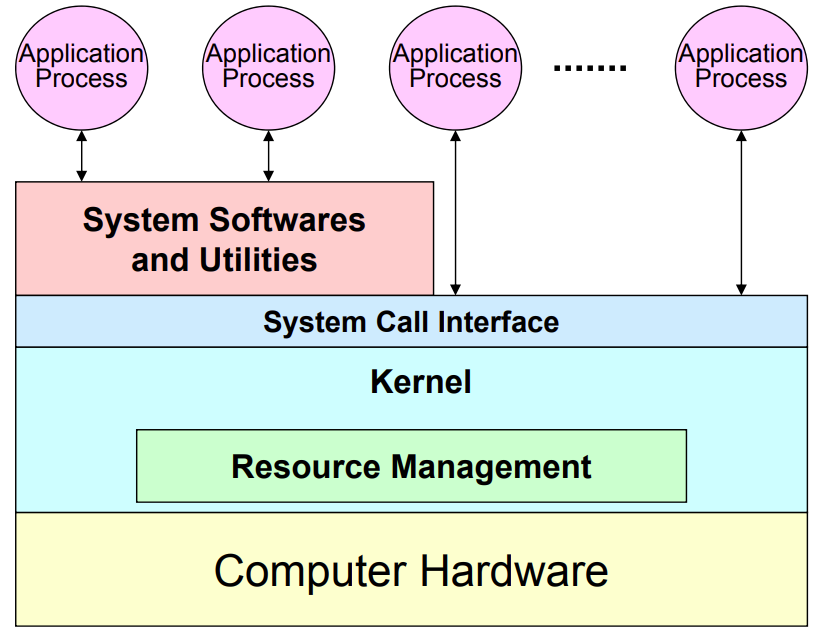 Application
Process
Application
Process
Application
Process
.......
Application
Process
System Softwares
and Utilities
System Call Interface
Kernel
Resource Management
Computer Hardware